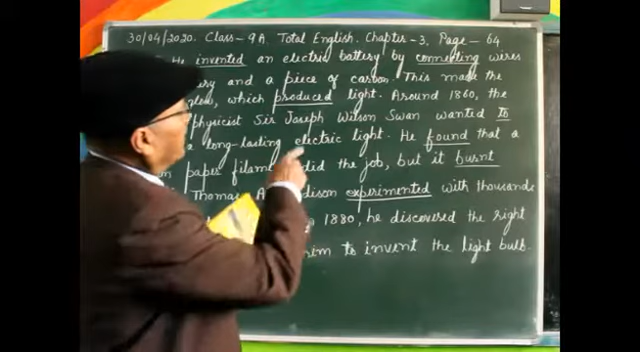 30/04/2020. Class-9A. Total English. Chapter-3, Page-64
He invented an electric battery by connecting wires
and a piece of carbon. This made the
which produced light. Around 1860, the
physicist Sir Joseph Wilson Swan wanted to
a long-lasting electric light. He found that a
paper did the job, but it burnt
Thomas experimented with thousands
1880, he discovered the right
to invent the light bulb.